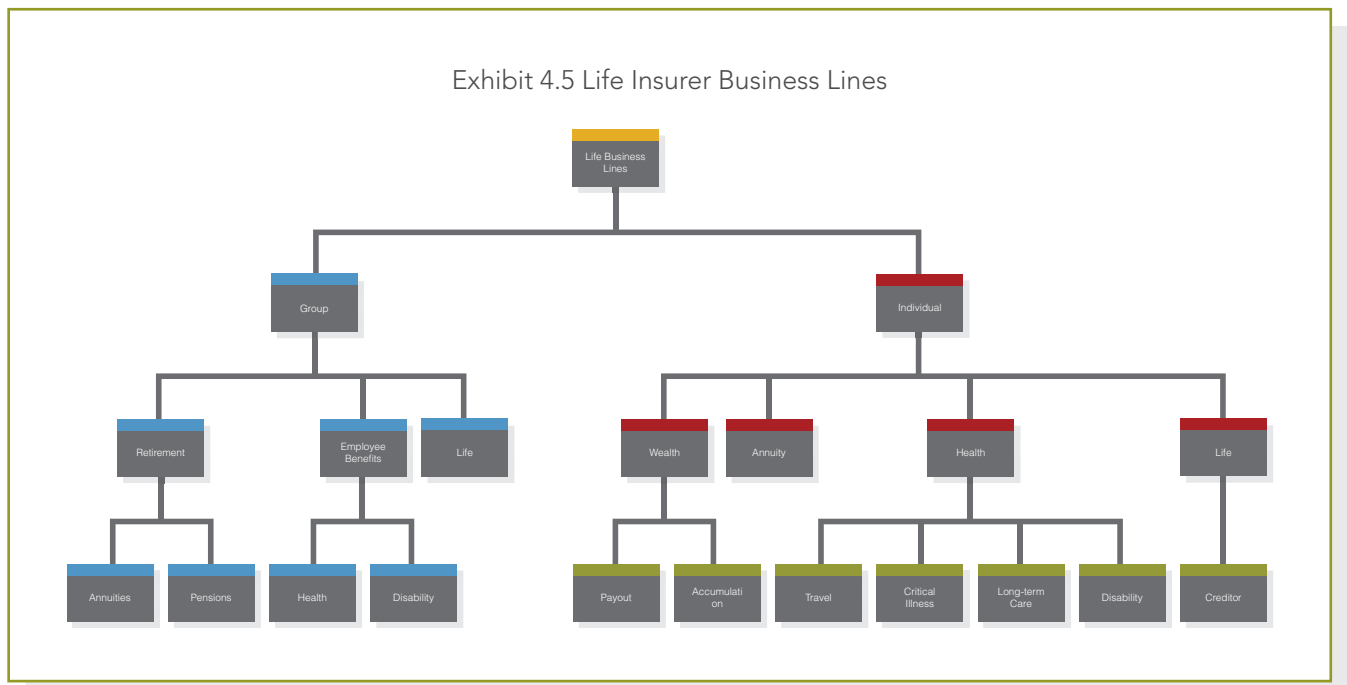 Exhibit 4.5 Life Insurer Business Lines
Life Business
Lines
Group
Individual
Retirement
Employee
Benefits
Life
Wealth
Annuity
Health
Life
Annuities
Pensions
Health
Disability
Payout
Accumulati
on
Travel
Critical
Illness
Long-term
Care
Disability
Creditor